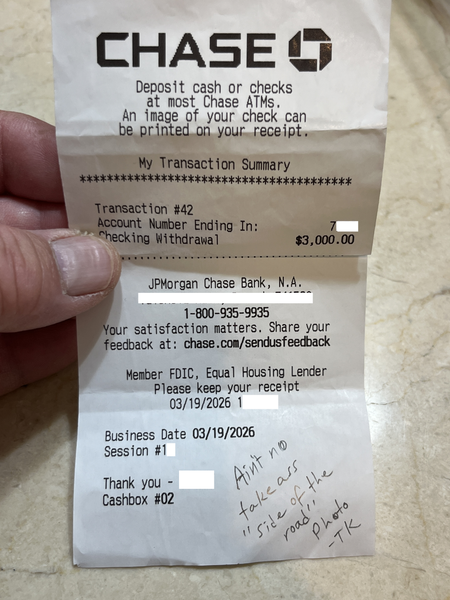 CHASE
Deposit cash or checks
at most Chase ATMs.
An image of your check can
be printed on your receipt.
My Transaction Summary
************************************
Transaction #42
Account Number Ending In: 7
Checking Withdrawal $3,000.00
JPMorgan Chase Bank, N.A.
1-800-935-9935
Your satisfaction matters. Share your
feedback at: chase.com/sendusfeedback
Member FDIC, Equal Housing Lender
Please keep your receipt
03/19/2026 1
Business Date 03/19/2026
Session #1
Thank you -
Cashbox #02
Ain't no
fake ass
"side of the
road"
Photo
-TK